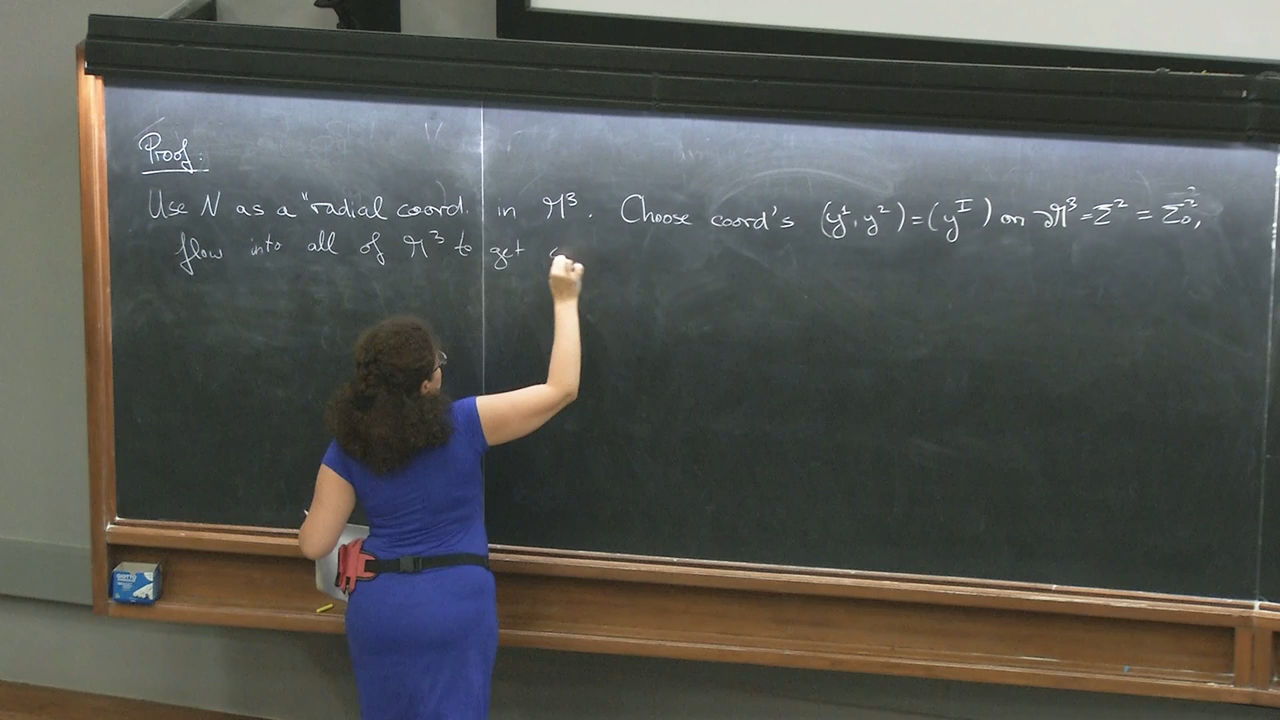 Proof:
Use N as a "radial coord. in 𝔐³. Choose coord's (y¹, y²) = (y^I) on ∂𝔐³ = Σ² = Σ₀²,
flow into all of 𝔐³ to get
GIOTTO